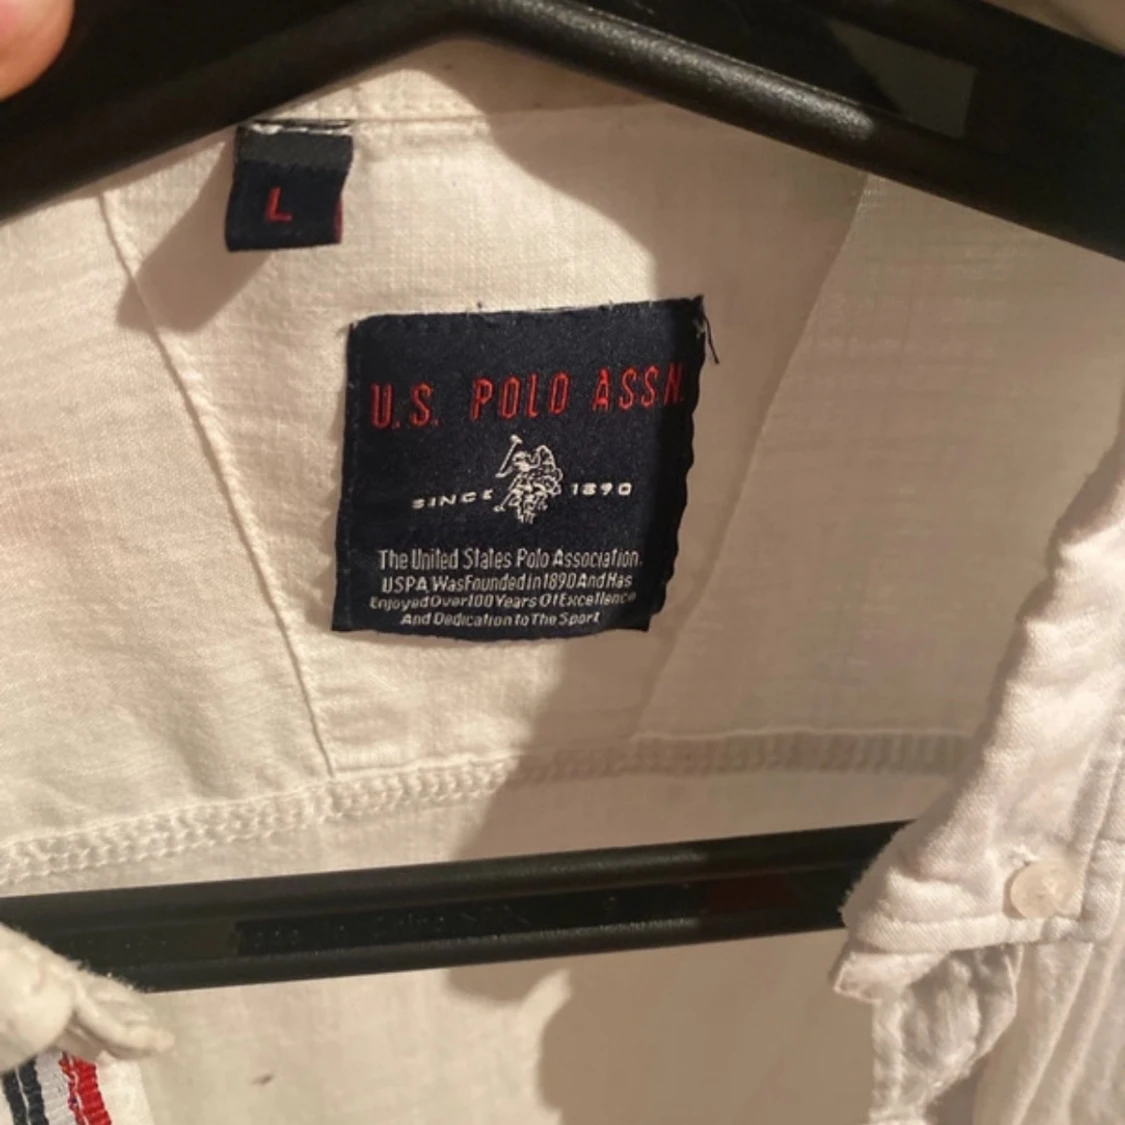 L
U.S. POLO ASSN.
SINCE 1890
The United States Polo Association.
USPA Was Founded in 1890 And Has
Enjoyed Over 100 Years Of Excellence
And Dedication to The Sport